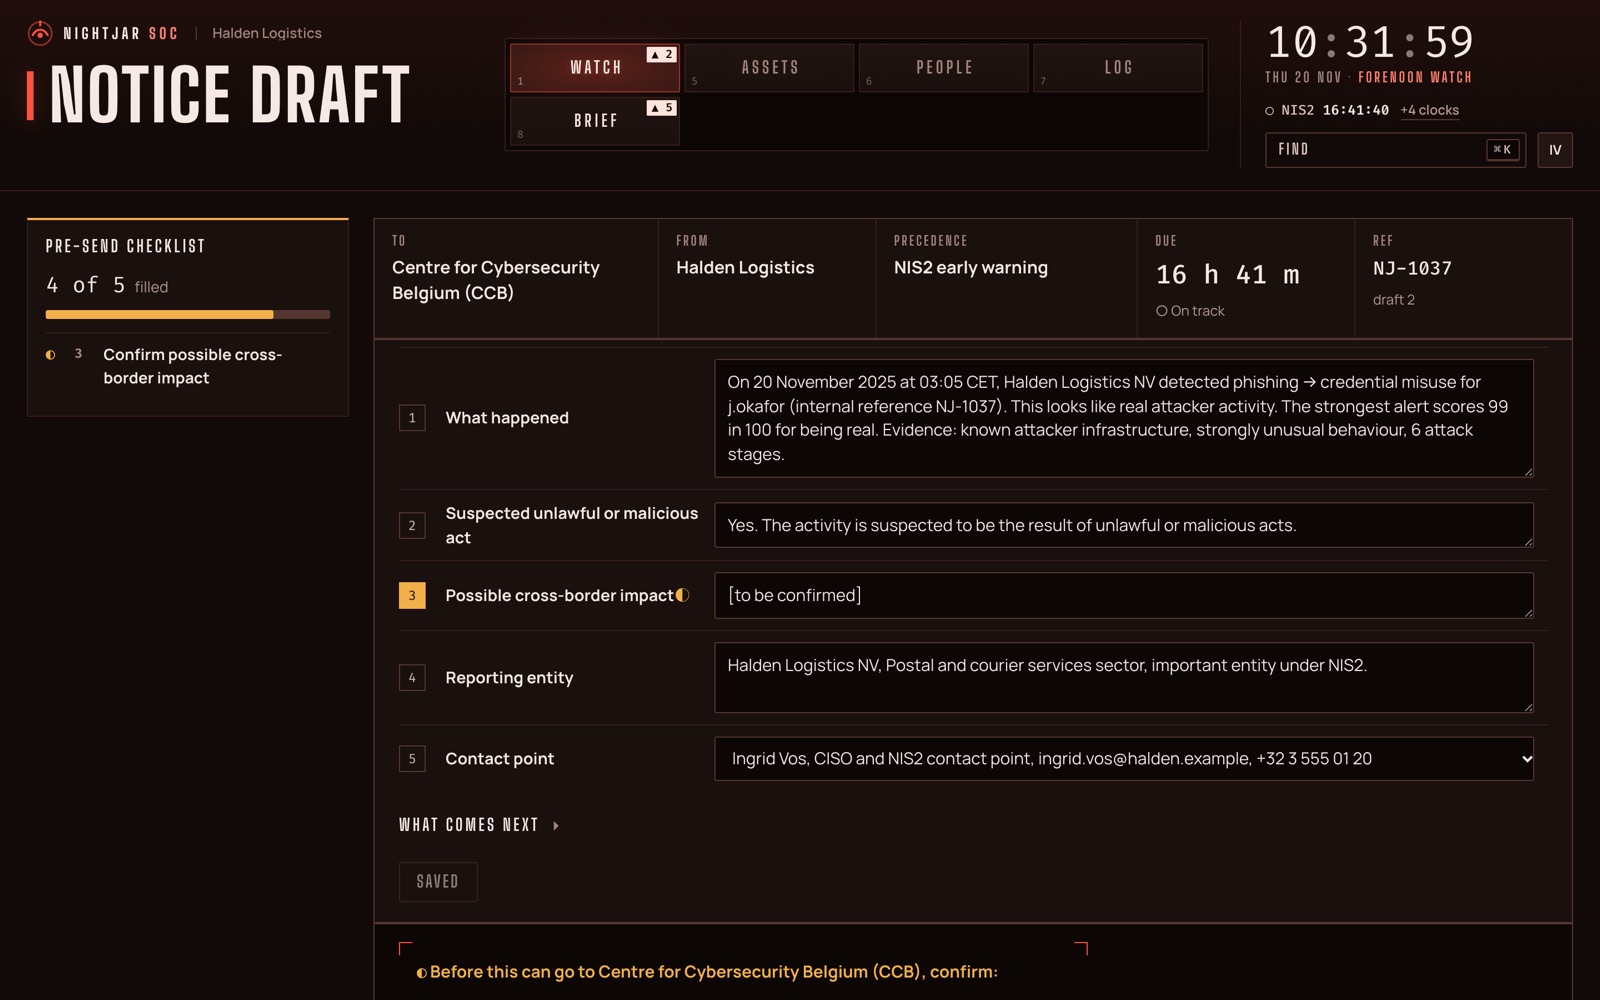 NIGHTJAR SOC
Halden Logistics
NOTICE DRAFT
WATCH
▲ 2
1
ASSETS
5
PEOPLE
6
LOG
7
BRIEF
▲ 5
8
10:31:59
THU 20 NOV · FORENOON WATCH
NIS2 16:41:40 +4 clocks
FIND
⌘K
IV
PRE-SEND CHECKLIST
4 of 5 filled
3 Confirm possible cross-
border impact
TO
Centre for Cybersecurity
Belgium (CCB)
FROM
Halden Logistics
PRECEDENCE
NIS2 early warning
DUE
16 h 41 m
On track
REF
NJ-1037
draft 2
1 What happened
On 20 November 2025 at 03:05 CET, Halden Logistics NV detected phishing → credential misuse for
j.okafor (internal reference NJ-1037). This looks like real attacker activity. The strongest alert scores 99
in 100 for being real. Evidence: known attacker infrastructure, strongly unusual behaviour, 6 attack
stages.
2 Suspected unlawful or malicious
act
Yes. The activity is suspected to be the result of unlawful or malicious acts.
3 Possible cross-border impact
[to be confirmed]
4 Reporting entity
Halden Logistics NV, Postal and courier services sector, important entity under NIS2.
5 Contact point
Ingrid Vos, CISO and NIS2 contact point, ingrid.vos@halden.example, +32 3 555 01 20
WHAT COMES NEXT
SAVED
Before this can go to Centre for Cybersecurity Belgium (CCB), confirm: